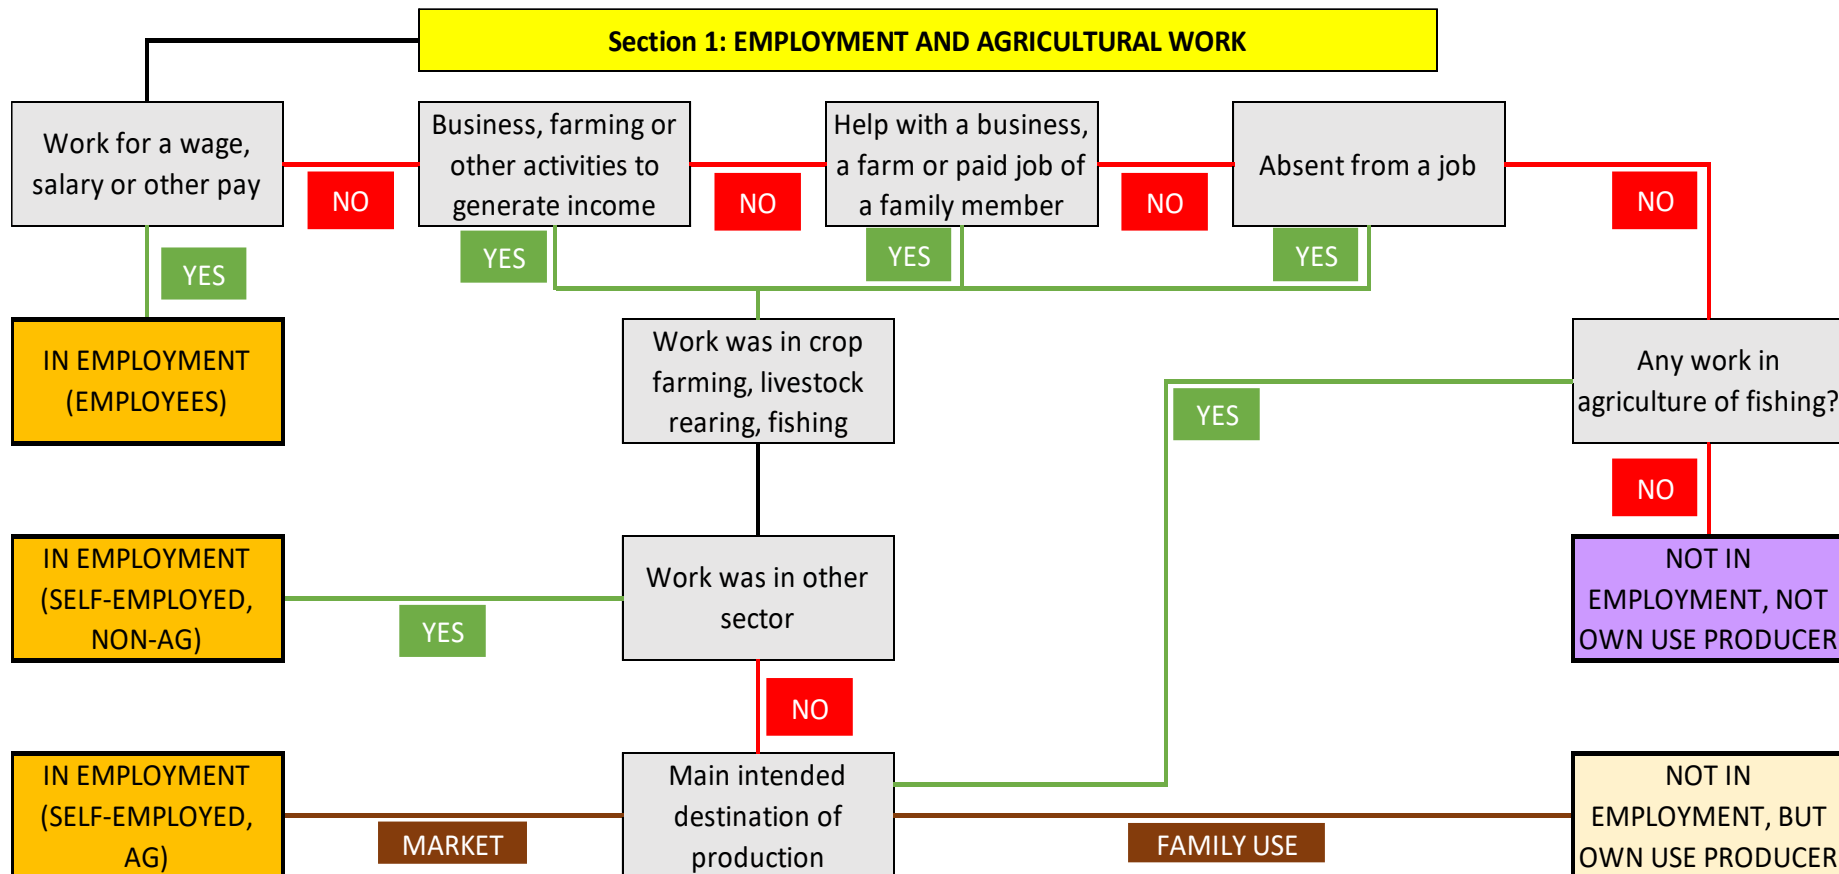 Section 1: EMPLOYMENT AND AGRICULTURAL WORK
Work for a wage,
salary or other pay
NO
Business, farming or
other activities to
generate income
NO
Help with a business,
a farm or paid job of
a family member
NO
Absent from a job
NO
YES
YES
YES
YES
IN EMPLOYMENT
(EMPLOYEES)
Work was in crop
farming, livestock
rearing, fishing
YES
Any work in
agriculture of fishing?
NO
IN EMPLOYMENT
(SELF-EMPLOYED,
NON-AG)
YES
Work was in other
sector
NOT IN
EMPLOYMENT, NOT
OWN USE PRODUCER
NO
IN EMPLOYMENT
(SELF-EMPLOYED,
AG)
MARKET
Main intended
destination of
production
FAMILY USE
NOT IN
EMPLOYMENT, BUT
OWN USE PRODUCER